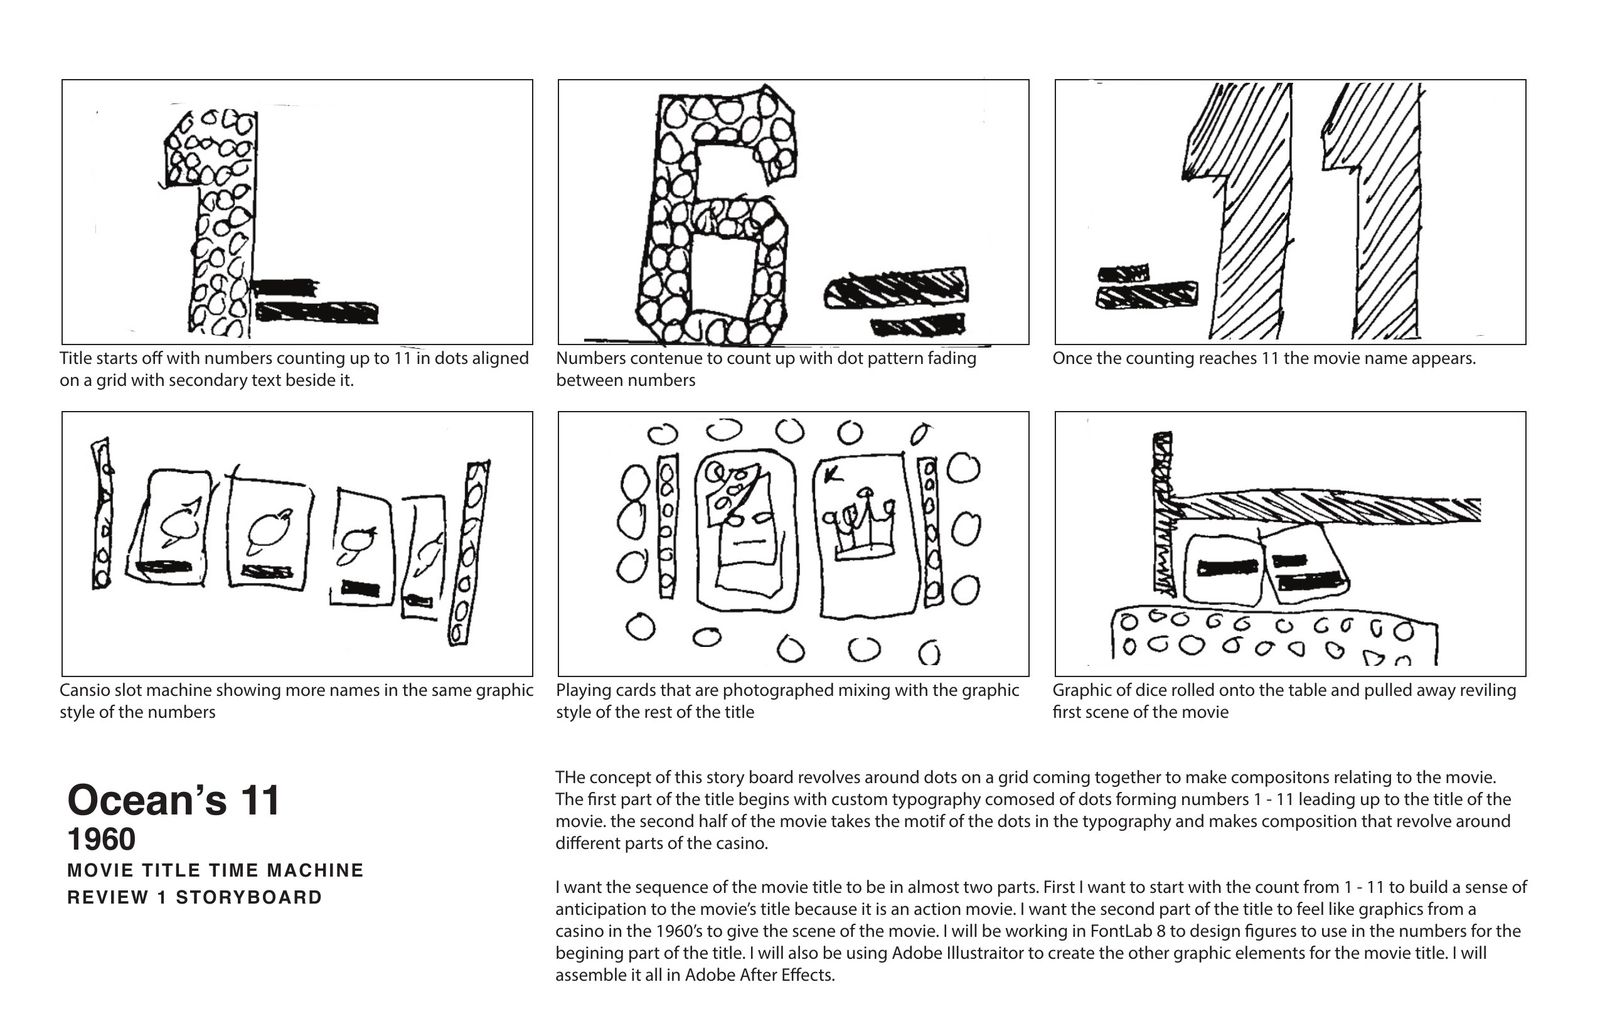 Title starts off with numbers counting up to 11 in dots aligned
on a grid with secondary text beside it.
Numbers contenue to count up with dot pattern fading
between numbers
Once the counting reaches 11 the movie name appears.
1
6
11
K
Cansio slot machine showing more names in the same graphic
style of the numbers
Playing cards that are photographed mixing with the graphic
style of the rest of the title
Graphic of dice rolled onto the table and pulled away reviling
first scene of the movie
Ocean's 11
1960
MOVIE TITLE TIME MACHINE
REVIEW 1 STORYBOARD
THe concept of this story board revolves around dots on a grid coming together to make compositons relating to the movie.
The first part of the title begins with custom typography comosed of dots forming numbers 1 - 11 leading up to the title of the
movie. the second half of the movie takes the motif of the dots in the typography and makes composition that revolve around
different parts of the casino.
I want the sequence of the movie title to be in almost two parts. First I want to start with the count from 1 - 11 to build a sense of
anticipation to the movie's title because it is an action movie. I want the second part of the title to feel like graphics from a
casino in the 1960's to give the scene of the movie. I will be working in FontLab 8 to design figures to use in the numbers for the
begining part of the title. I will also be using Adobe Illustraitor to create the other graphic elements for the movie title. I will
assemble it all in Adobe After Effects.